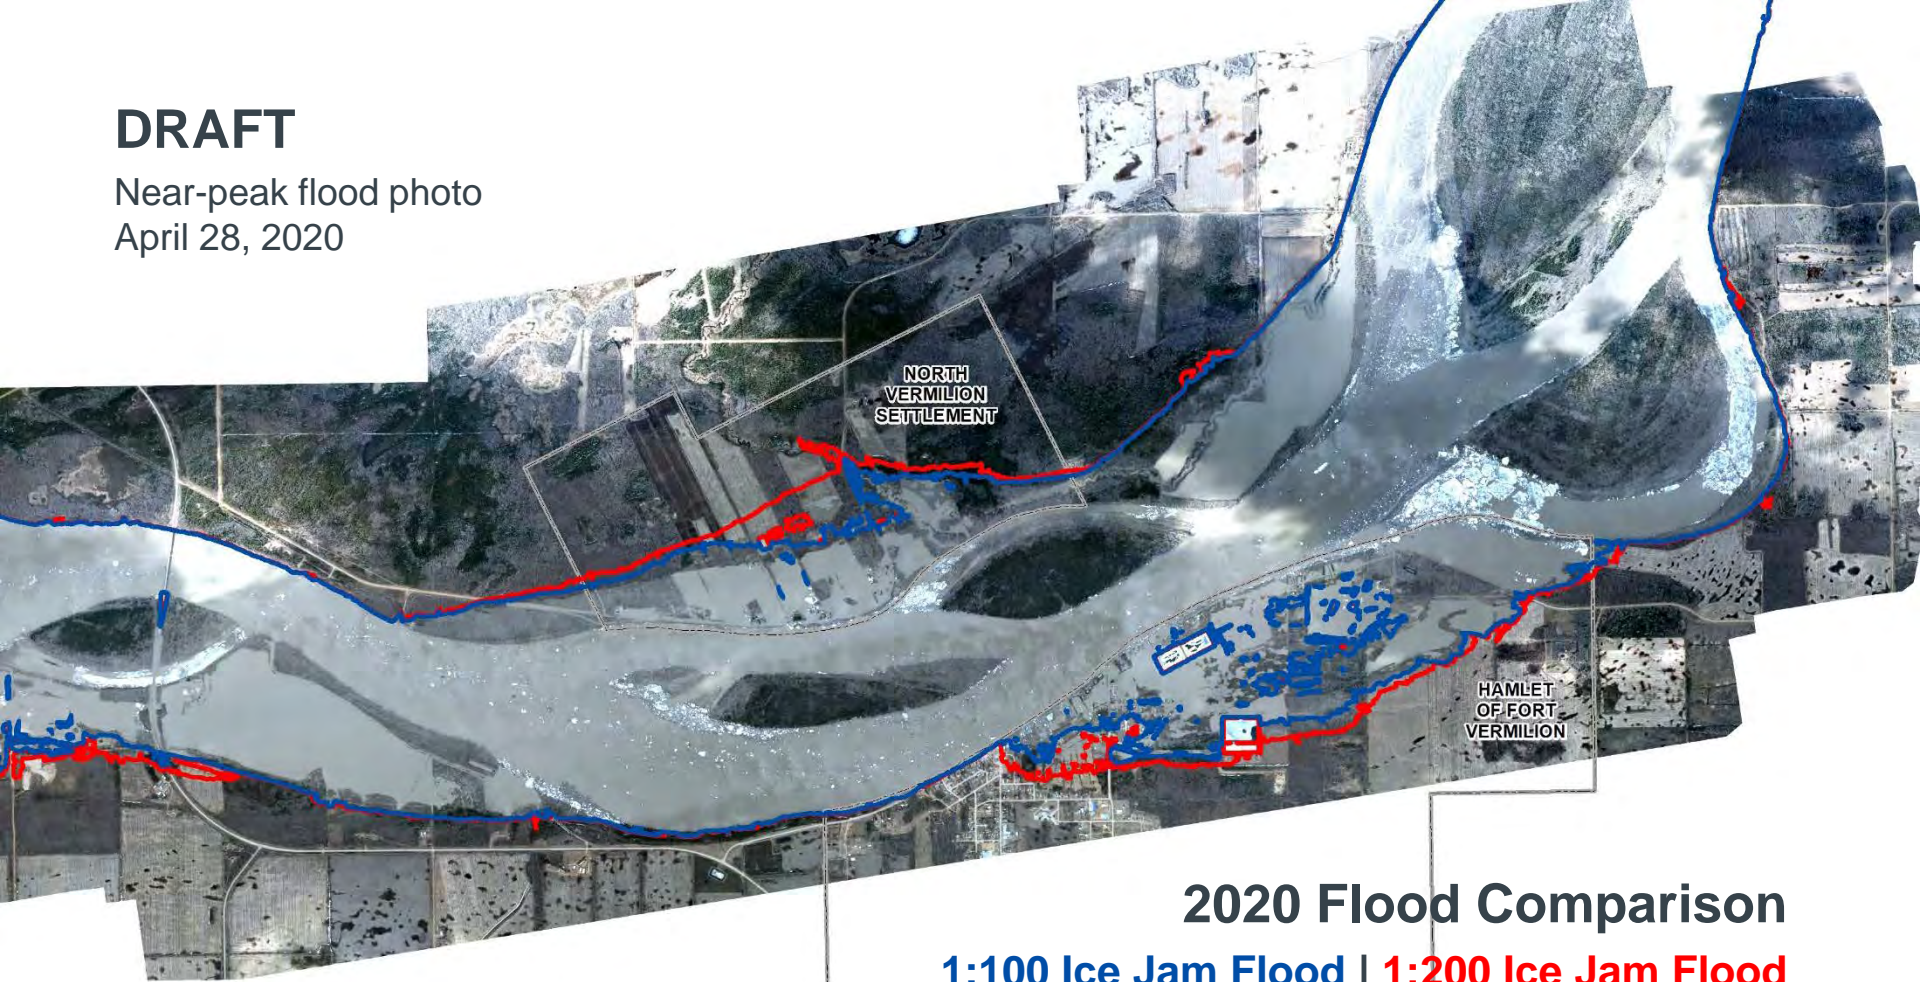 DRAFT
Near-peak flood photo
April 28, 2020
NORTH
VERMILION
SETTLEMENT
HAMLET
OF FORT
VERMILION
2020 Flood Comparison
1:100 Ice Jam Flood | 1:200 Ice Jam Flood